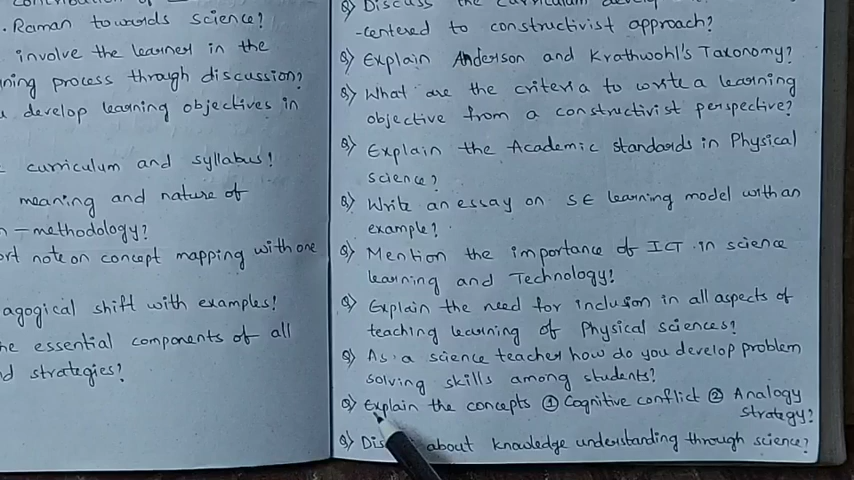 . Raman towards science?
involve the learner in the
ning process through discussion?
develop learning objectives in
curriculum and syllabus!
meaning and nature of
n - methodology?
ort note on concept mapping with one
agogical shift with examples!
he essential components of all
d strategies?
Q) Discuss the curriculum develop
-centered to constructivist approach?
Q) Explain Anderson and Krathwohl's Taxonomy?
Q) What are the criteria to write a learning
objective from a constructivist perspective?
Q) Explain the Academic standards in Physical
science?
Q) Write an essay on 5E learning model with an
example?
Q) Mention the importance of ICT in science
learning and Technology!
Q) Explain the need for inclusion in all aspects of
teaching learning of Physical sciences?
Q) As a science teacher how do you develop problem
solving skills among students?
Q) Explain the concepts ① Cognitive conflict ② Analogy
strategy?
Q) Dis about knowledge understanding through science?